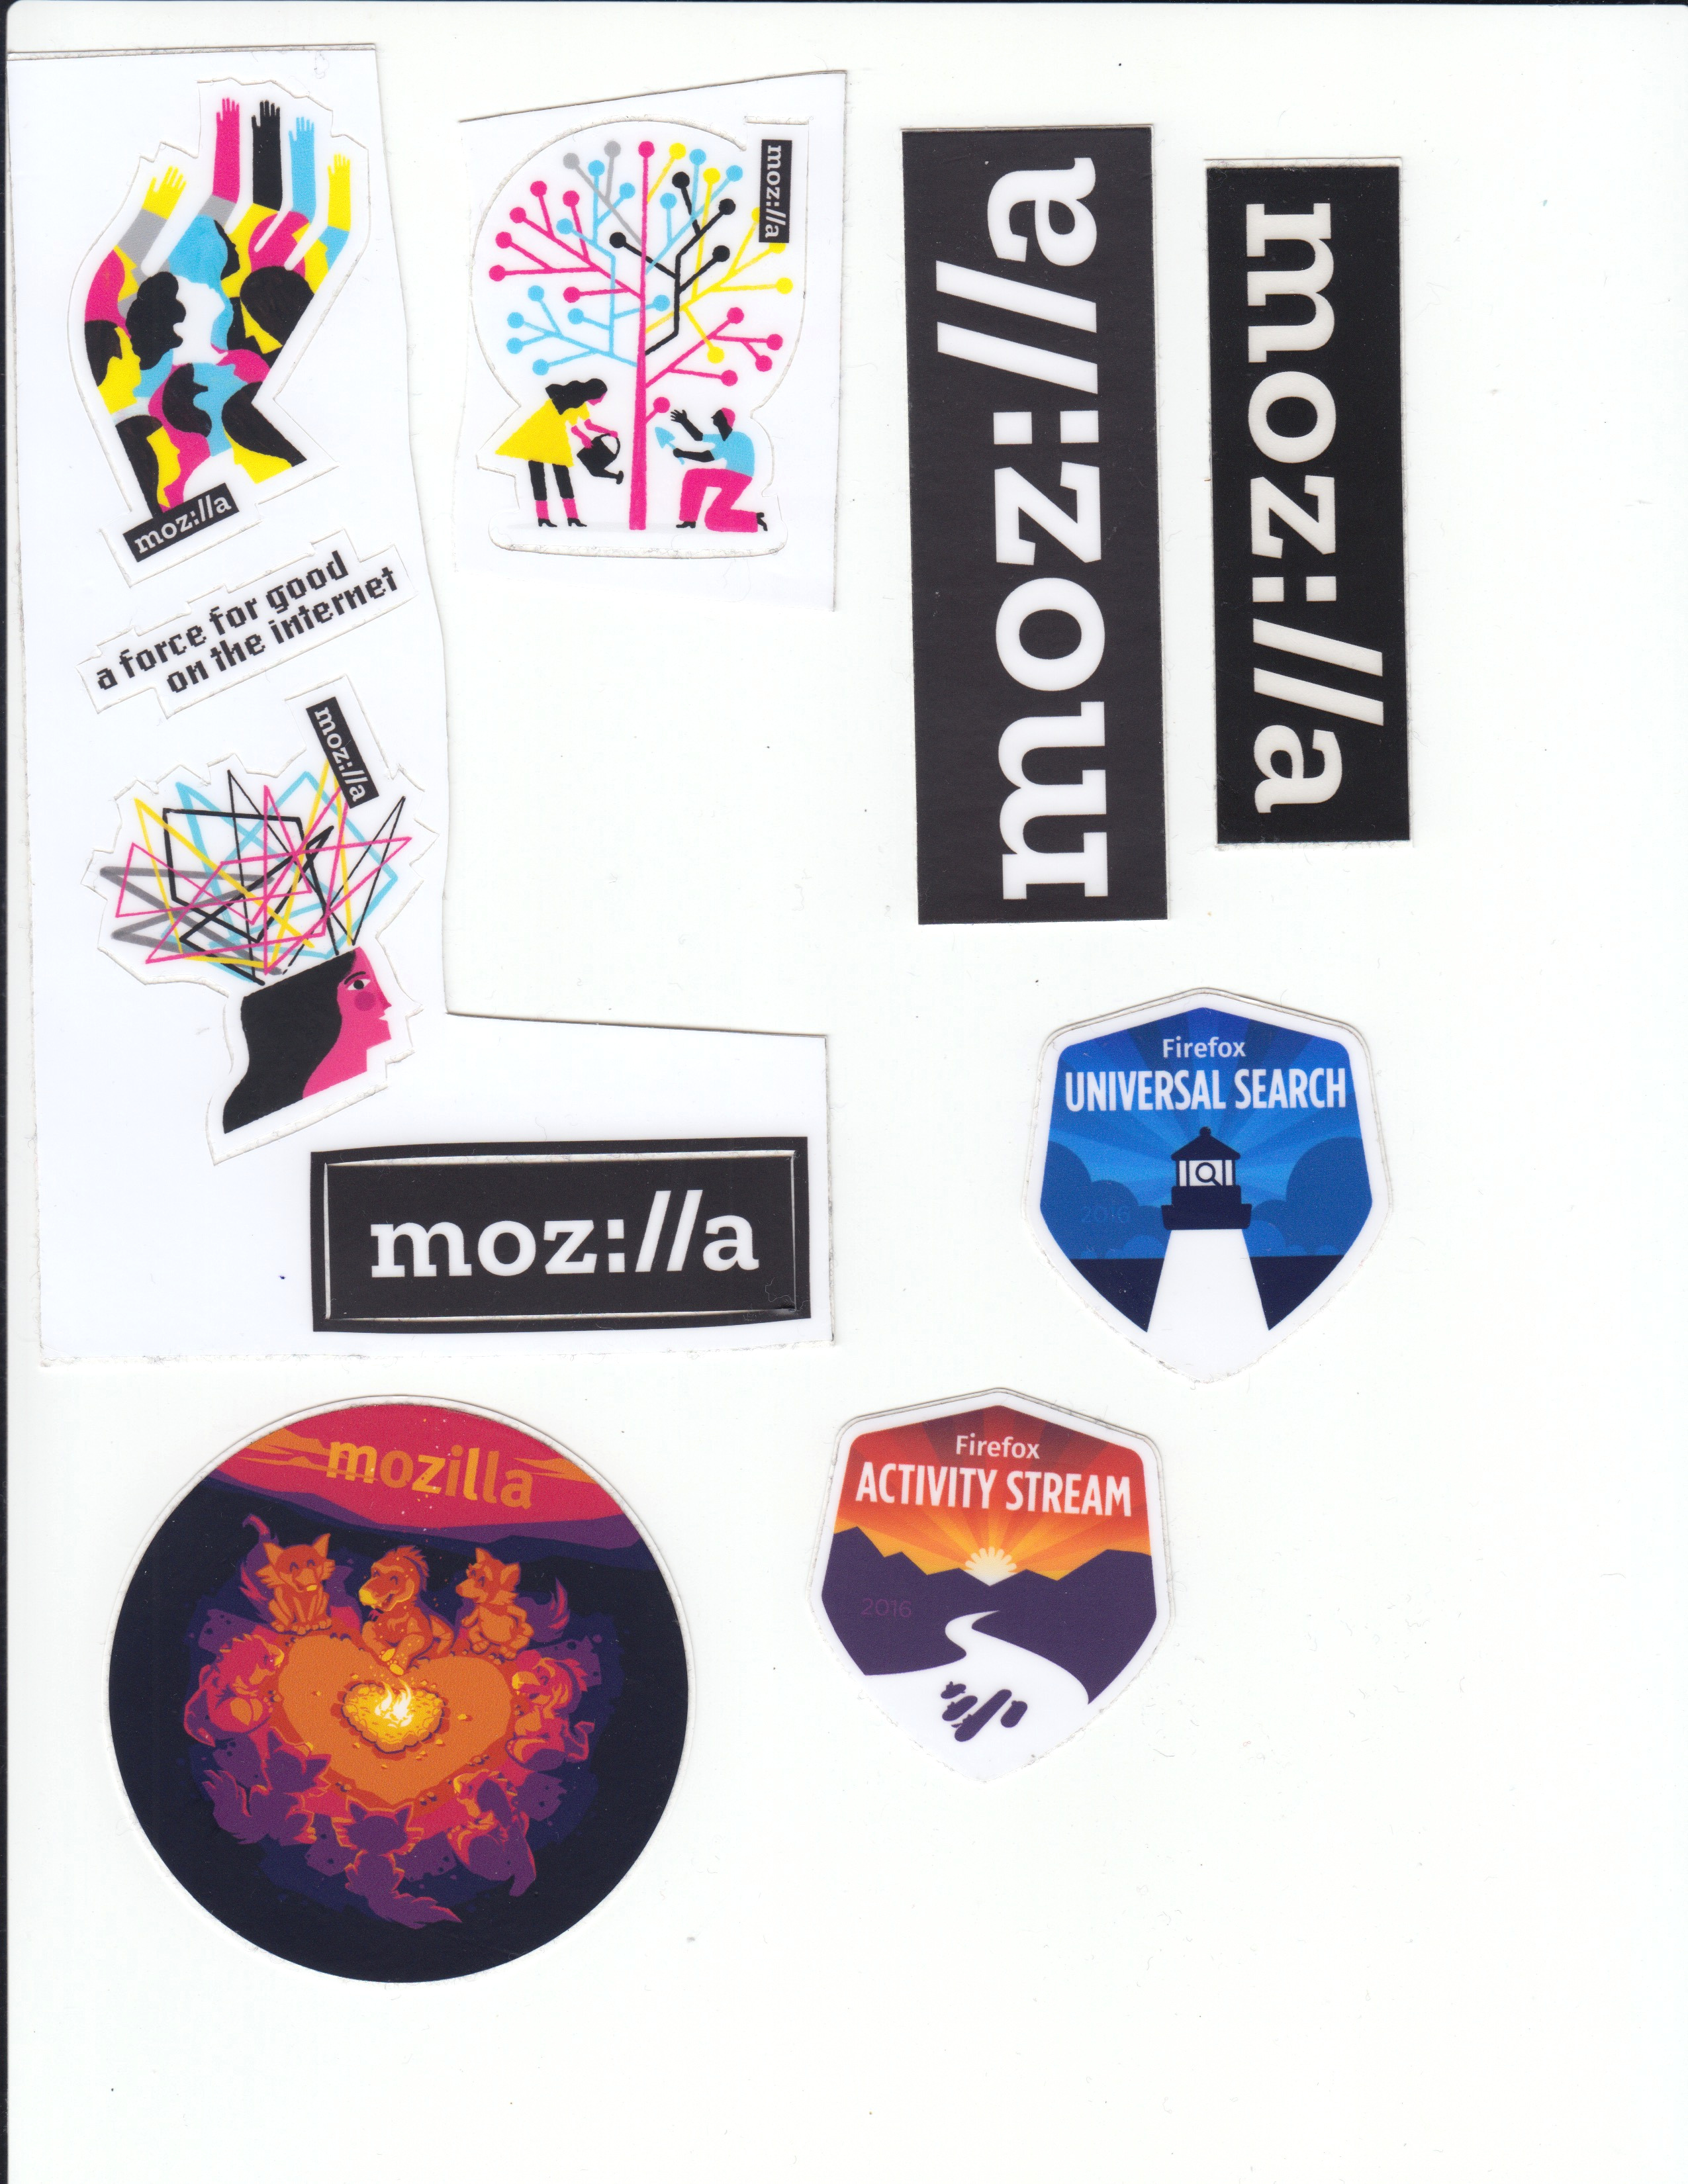 moz://a
a force for good
on the internet
moz://a
moz://a
moz://a
moz://a
moz://a
Firefox
UNIVERSAL SEARCH
2016
mozilla
Firefox
ACTIVITY STREAM
2016